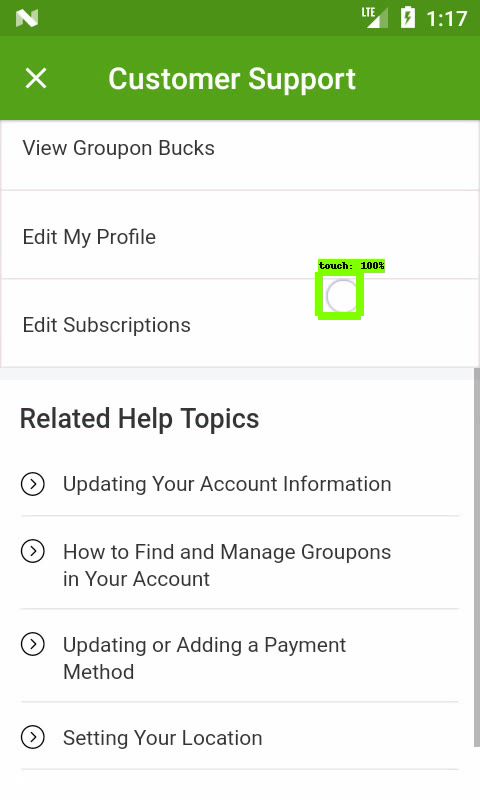 LTE
1:17
Customer Support
View Groupon Bucks
Edit My Profile
touch: 100%
Edit Subscriptions
Related Help Topics
Updating Your Account Information
How to Find and Manage Groupons
in Your Account
Updating or Adding a Payment
Method
Setting Your Location